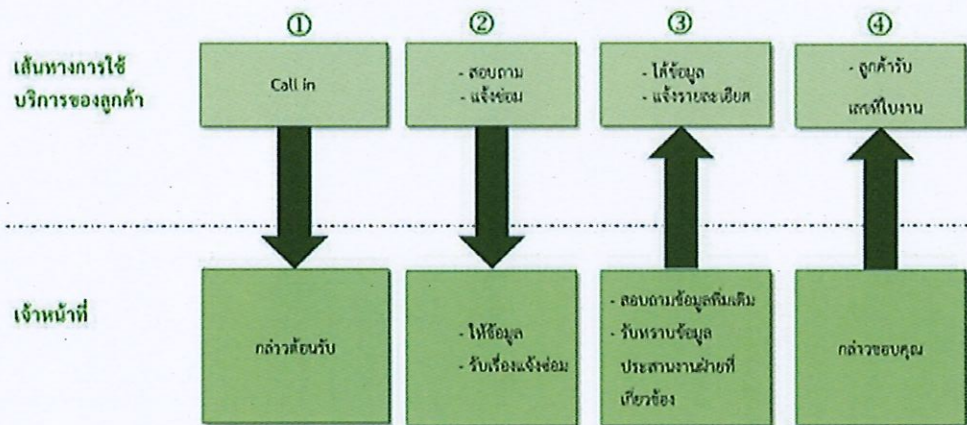 ① ② ③ ④
เส้นทางการใช้
บริการของลูกค้า
Call in
- สอบถาม
- แจ้งซ่อม
- ได้ข้อมูล
- แจ้งรายละเอียด
- ลูกค้ารับ
เลขที่ใบงาน
เจ้าหน้าที่
กล่าวต้อนรับ
- ให้ข้อมูล
- รับเรื่องแจ้งซ่อม
- สอบถามข้อมูลเพิ่มเติม
- รับทราบข้อมูล
ประสานงานฝ่ายที่
เกี่ยวข้อง
กล่าวขอบคุณ